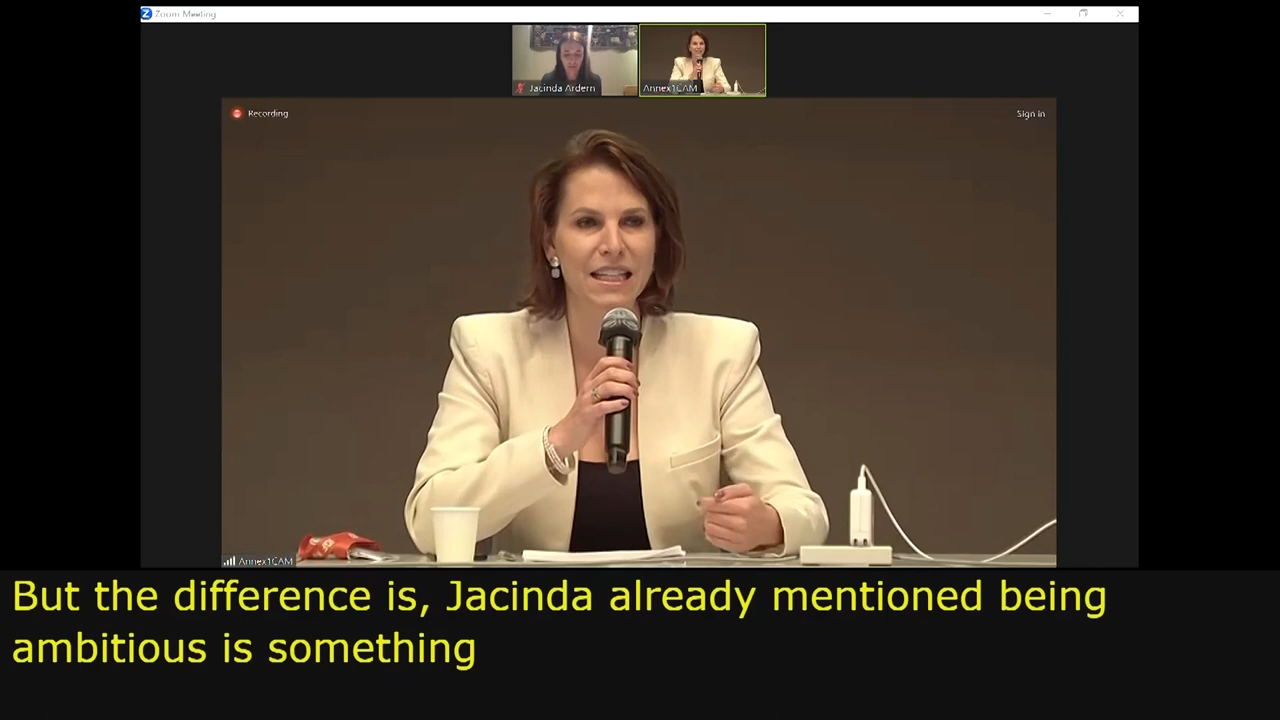 Zoom Meeting
Jacinda Ardern
Annex1CAM
Recording
Sign in
Annex1CAM
But the difference is, Jacinda already mentioned being
ambitious is something